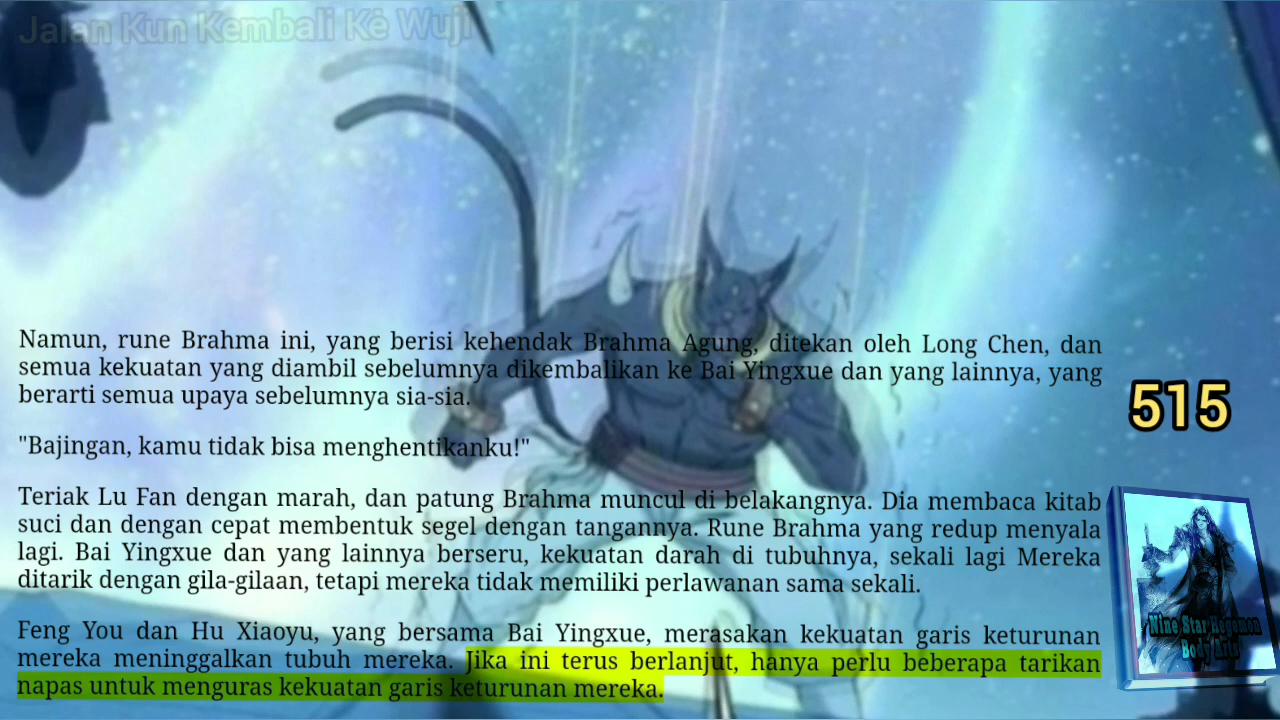 Jalan Kun Kembali Ke Wuji
Namun, rune Brahma ini, yang berisi kehendak Brahma Agung, ditekan oleh Long Chen, dan
semua kekuatan yang diambil sebelumnya dikembalikan ke Bai Yingxue dan yang lainnya, yang
berarti semua upaya sebelumnya sia-sia.
"Bajingan, kamu tidak bisa menghentikanku!"
Teriak Lu Fan dengan marah, dan patung Brahma muncul di belakangnya. Dia membaca kitab
suci dan dengan cepat membentuk segel dengan tangannya. Rune Brahma yang redup menyala
lagi. Bai Yingxue dan yang lainnya berseru, kekuatan darah di tubuhnya, sekali lagi Mereka
ditarik dengan gila-gilaan, tetapi mereka tidak memiliki perlawanan sama sekali.
Feng You dan Hu Xiaoyu, yang bersama Bai Yingxue, merasakan kekuatan garis keturunan
mereka meninggalkan tubuh mereka. Jika ini terus berlanjut, hanya perlu beberapa tarikan
napas untuk menguras kekuatan garis keturunan mereka.
515
Nine Star Hegemon
Body Arts